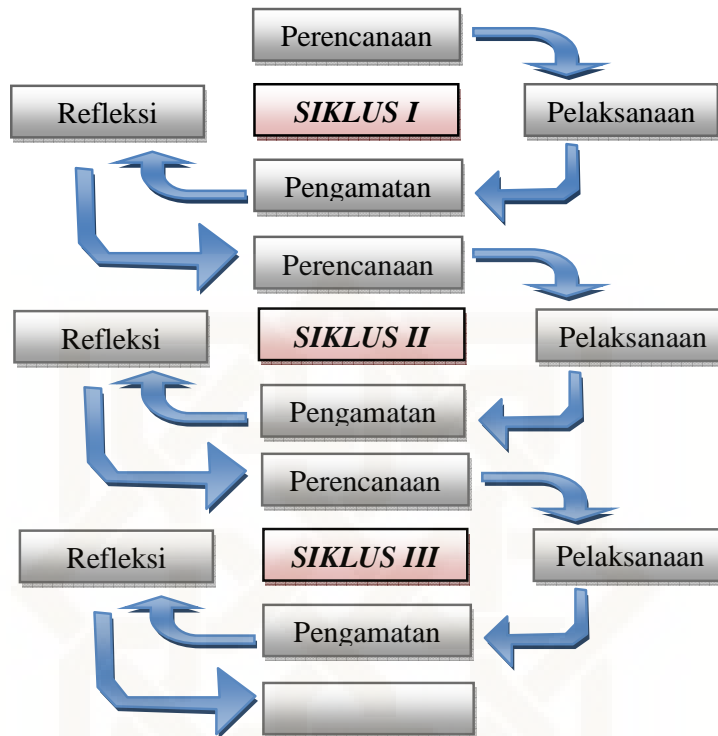 Perencanaan
Refleksi
SIKLUS I
Pelaksanaan
Pengamatan
Perencanaan
Refleksi
SIKLUS II
Pelaksanaan
Pengamatan
Perencanaan
Refleksi
SIKLUS III
Pelaksanaan
Pengamatan